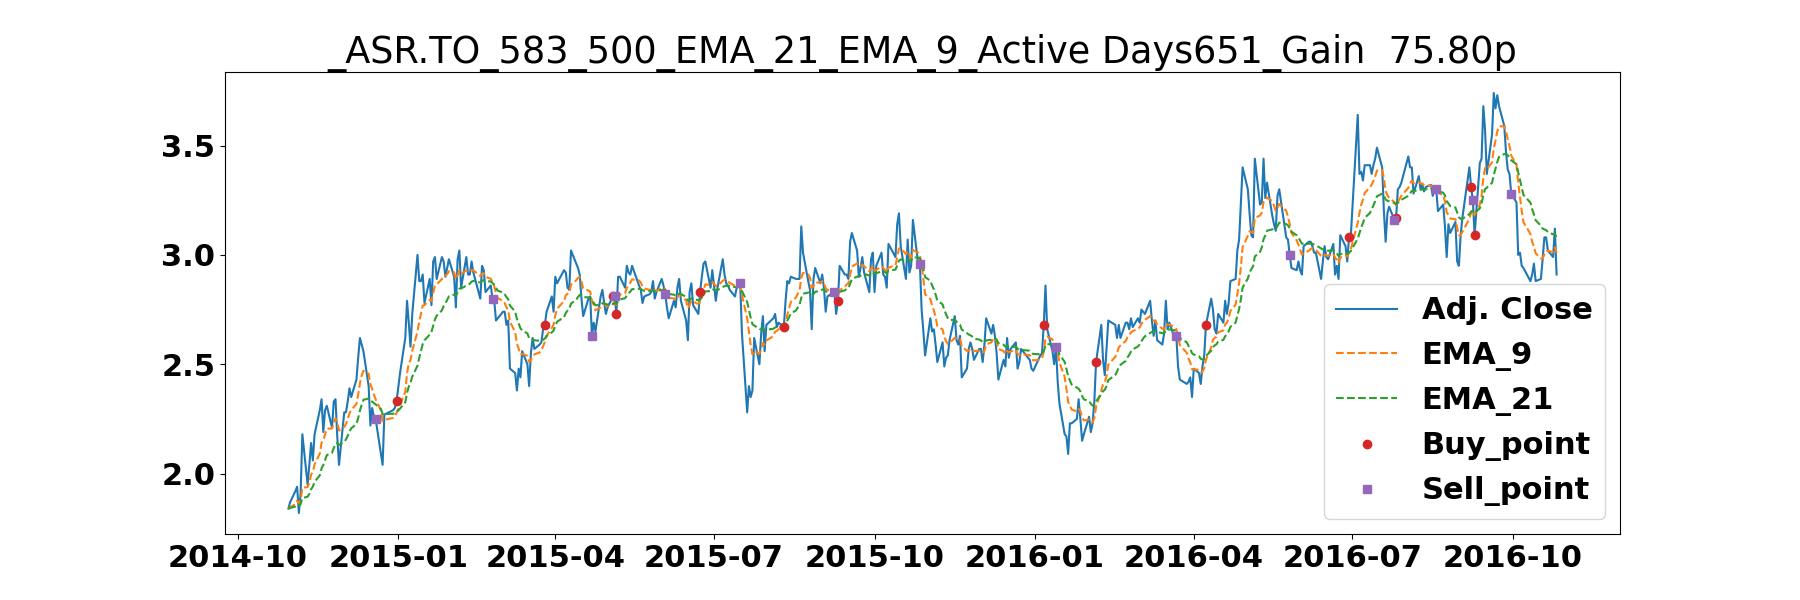 _ASR.TO_583_500_EMA_21_EMA_9_Active Days651_Gain  75.80p
3.5
3.0
2.5
2.0
Adj. Close
EMA_9
EMA_21
Buy_point
Sell_point
2014-10 2015-01 2015-04 2015-07 2015-10 2016-01 2016-04 2016-07 2016-10